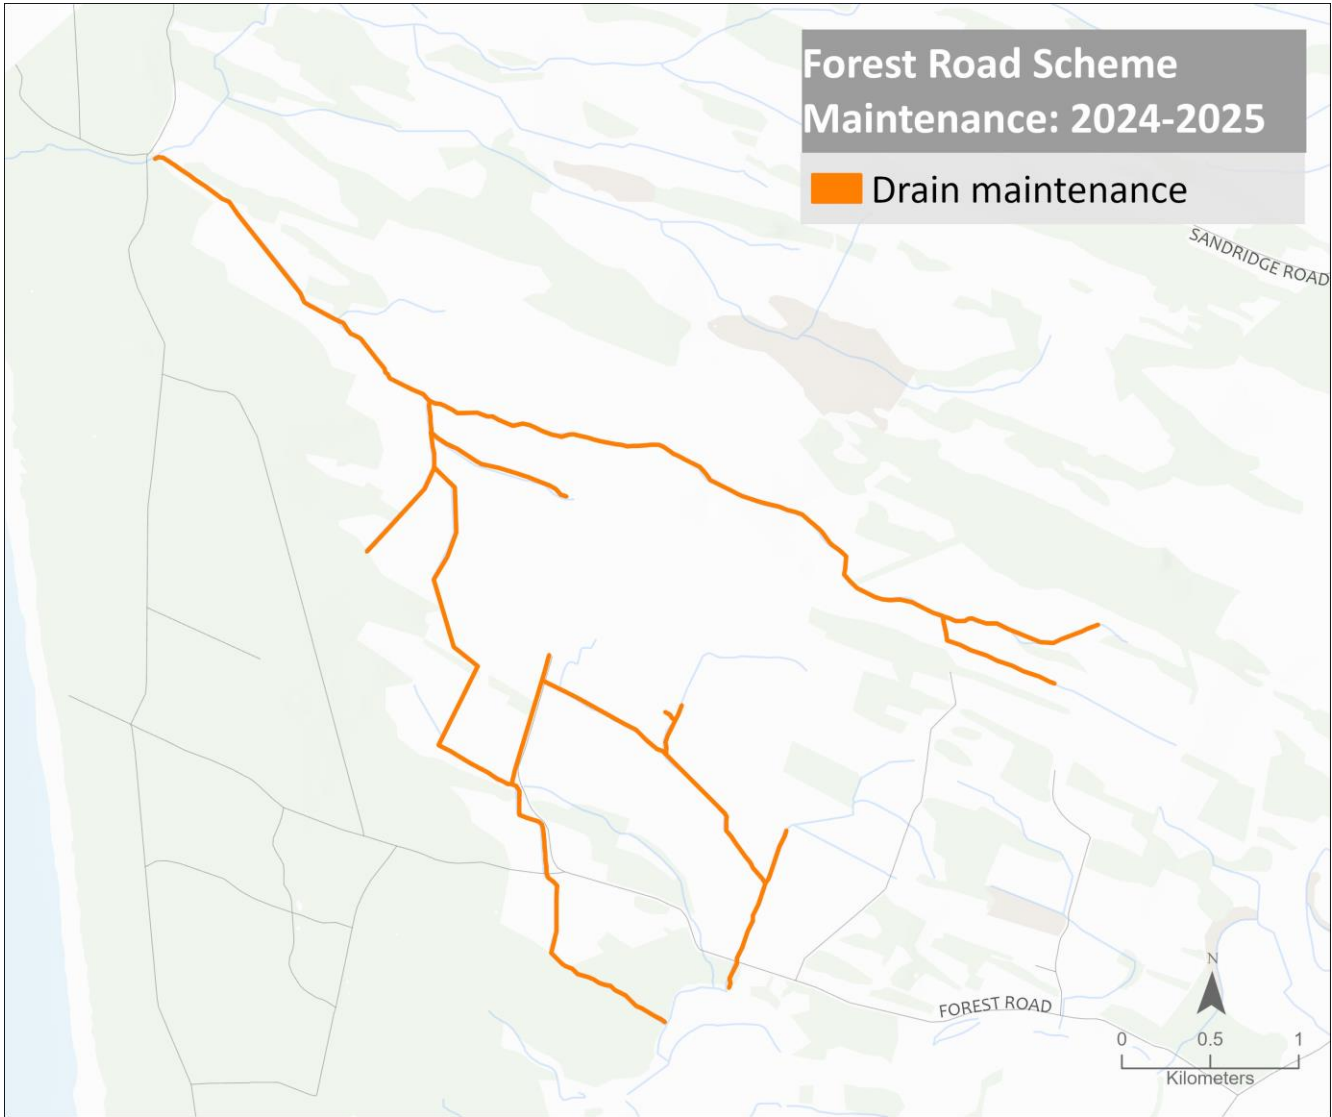 Forest Road Scheme
Maintenance: 2024-2025
Drain maintenance
SANDRIDGE ROAD
FOREST ROAD
N
0 0.5 1
Kilometers